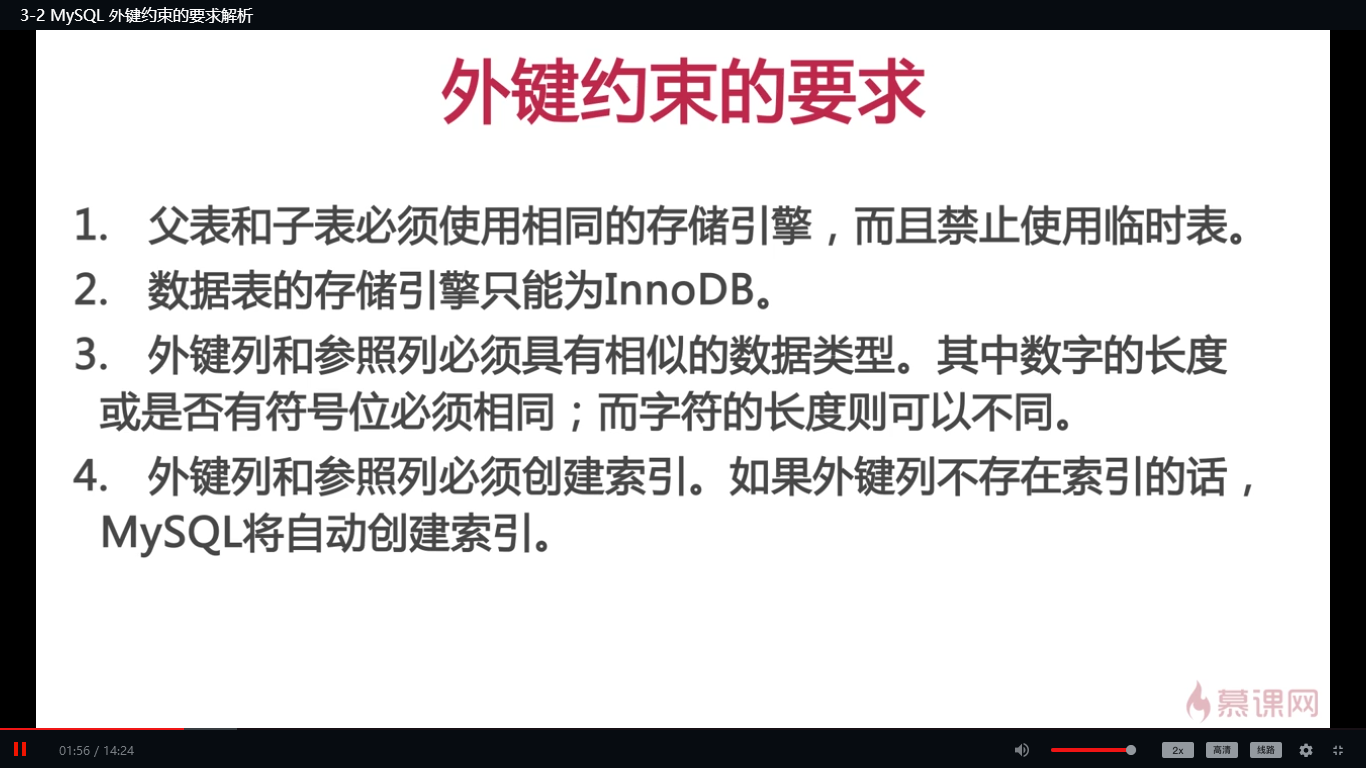 3-2 MySQL 外键约束的要求解析
外键约束的要求
1. 父表和子表必须使用相同的存储引擎，而且禁止使用临时表。
2. 数据表的存储引擎只能为InnoDB。
3. 外键列和参照列必须具有相似的数据类型。其中数字的长度
或是否有符号位必须相同；而字符的长度则可以不同。
4. 外键列和参照列必须创建索引。如果外键列不存在索引的话，
MySQL将自动创建索引。
慕课网
01:56 / 14:24 2x 高清 线路